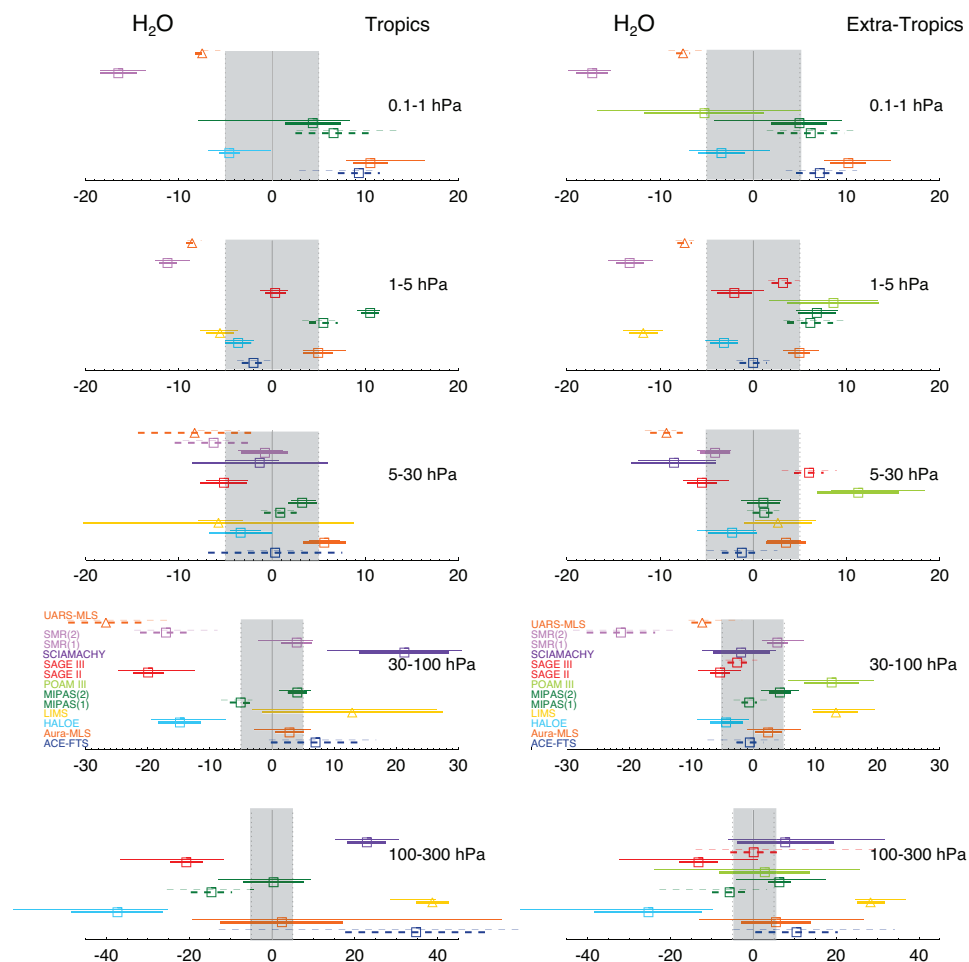 H₂O Tropics
H₂O Extra-Tropics
0.1-1 hPa
-20 -10 0 10 20
0.1-1 hPa
-20 -10 0 10 20
1-5 hPa
-20 -10 0 10 20
1-5 hPa
-20 -10 0 10 20
5-30 hPa
-20 -10 0 10 20
5-30 hPa
-20 -10 0 10 20
UARS-MLS
SMR(2)
SMR(1)
SCIAMACHY
SAGE III
SAGE II
POAM III
MIPAS(2)
MIPAS(1)
LIMS
HALOE
Aura-MLS
ACE-FTS
30-100 hPa
-30 -20 -10 0 10 20 30
UARS-MLS
SMR(2)
SMR(1)
SCIAMACHY
SAGE III
SAGE II
POAM III
MIPAS(2)
MIPAS(1)
LIMS
HALOE
Aura-MLS
ACE-FTS
30-100 hPa
-30 -20 -10 0 10 20 30
100-300 hPa
-40 -20 0 20 40
100-300 hPa
-40 -20 0 20 40